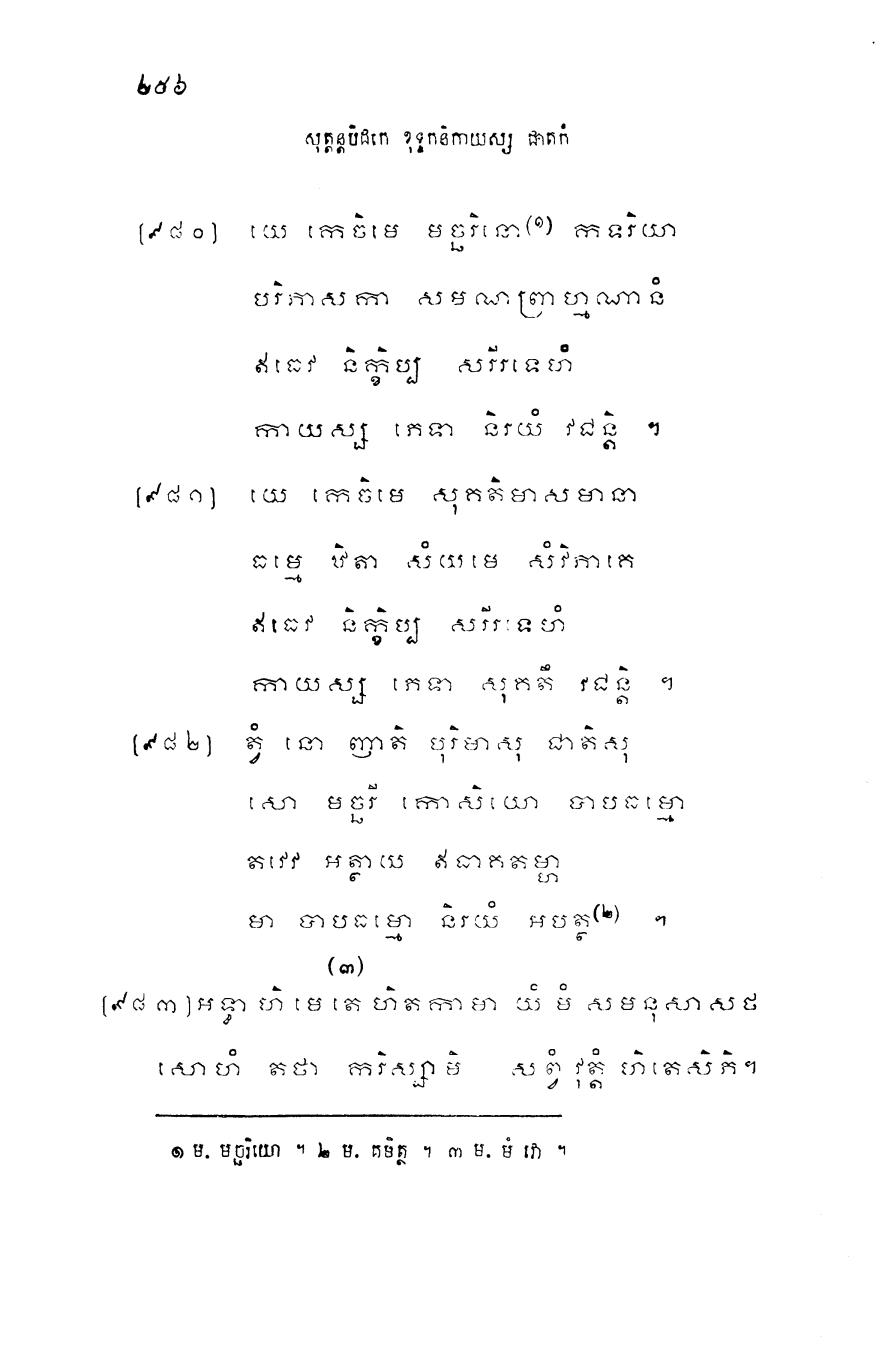 ២៥៦
សុត្តន្តបិដកេ ខុទ្ទកនិកាយស្ស ជាតកំ
[៩៨០] យេ កេចិមេ មច្ឆរិនោ(១) កទរិយា
បរិភាសកា សមណព្រាហ្មណានំ
ឥធេវ និក្ខិប្ប សរីរទេហំ
កាយស្ស ភេទា និរយំ វជន្តិ ។
[៩៨១] យេ កេចិមេ សុគតិមាសមានា
ធម្មេ ឋិតា សំយមេ សំវិភាគេ
ឥធេវ និក្ខិប្ប សរីរទេហំ
កាយស្ស ភេទា សុគតឹ វជន្តិ ។
[៩៨២] ត្វំ នោ ញាតិ បុរិមាសុ ជាតិសុ
សោ មច្ឆរី កោសិយោ បាបធម្មោ
តវេវ អត្ថាយ ឥធាគតម្ហា
មា បាបធម្មោ និរយំ អបត្ថ(២) ។
(៣)
[៩៨៣] អទ្ធា ហិ មេ តេ ហិតកាមា យំ មំ សមនុសាសថ
សោហំ តថា ករិស្សាមិ សព្វំ វុត្តំ ហិតេសិភិ។
១ ម. មច្ឆរិយោ ។ ២ ម. គមិត្ថ ។ ៣ ម. មំ វោ ។